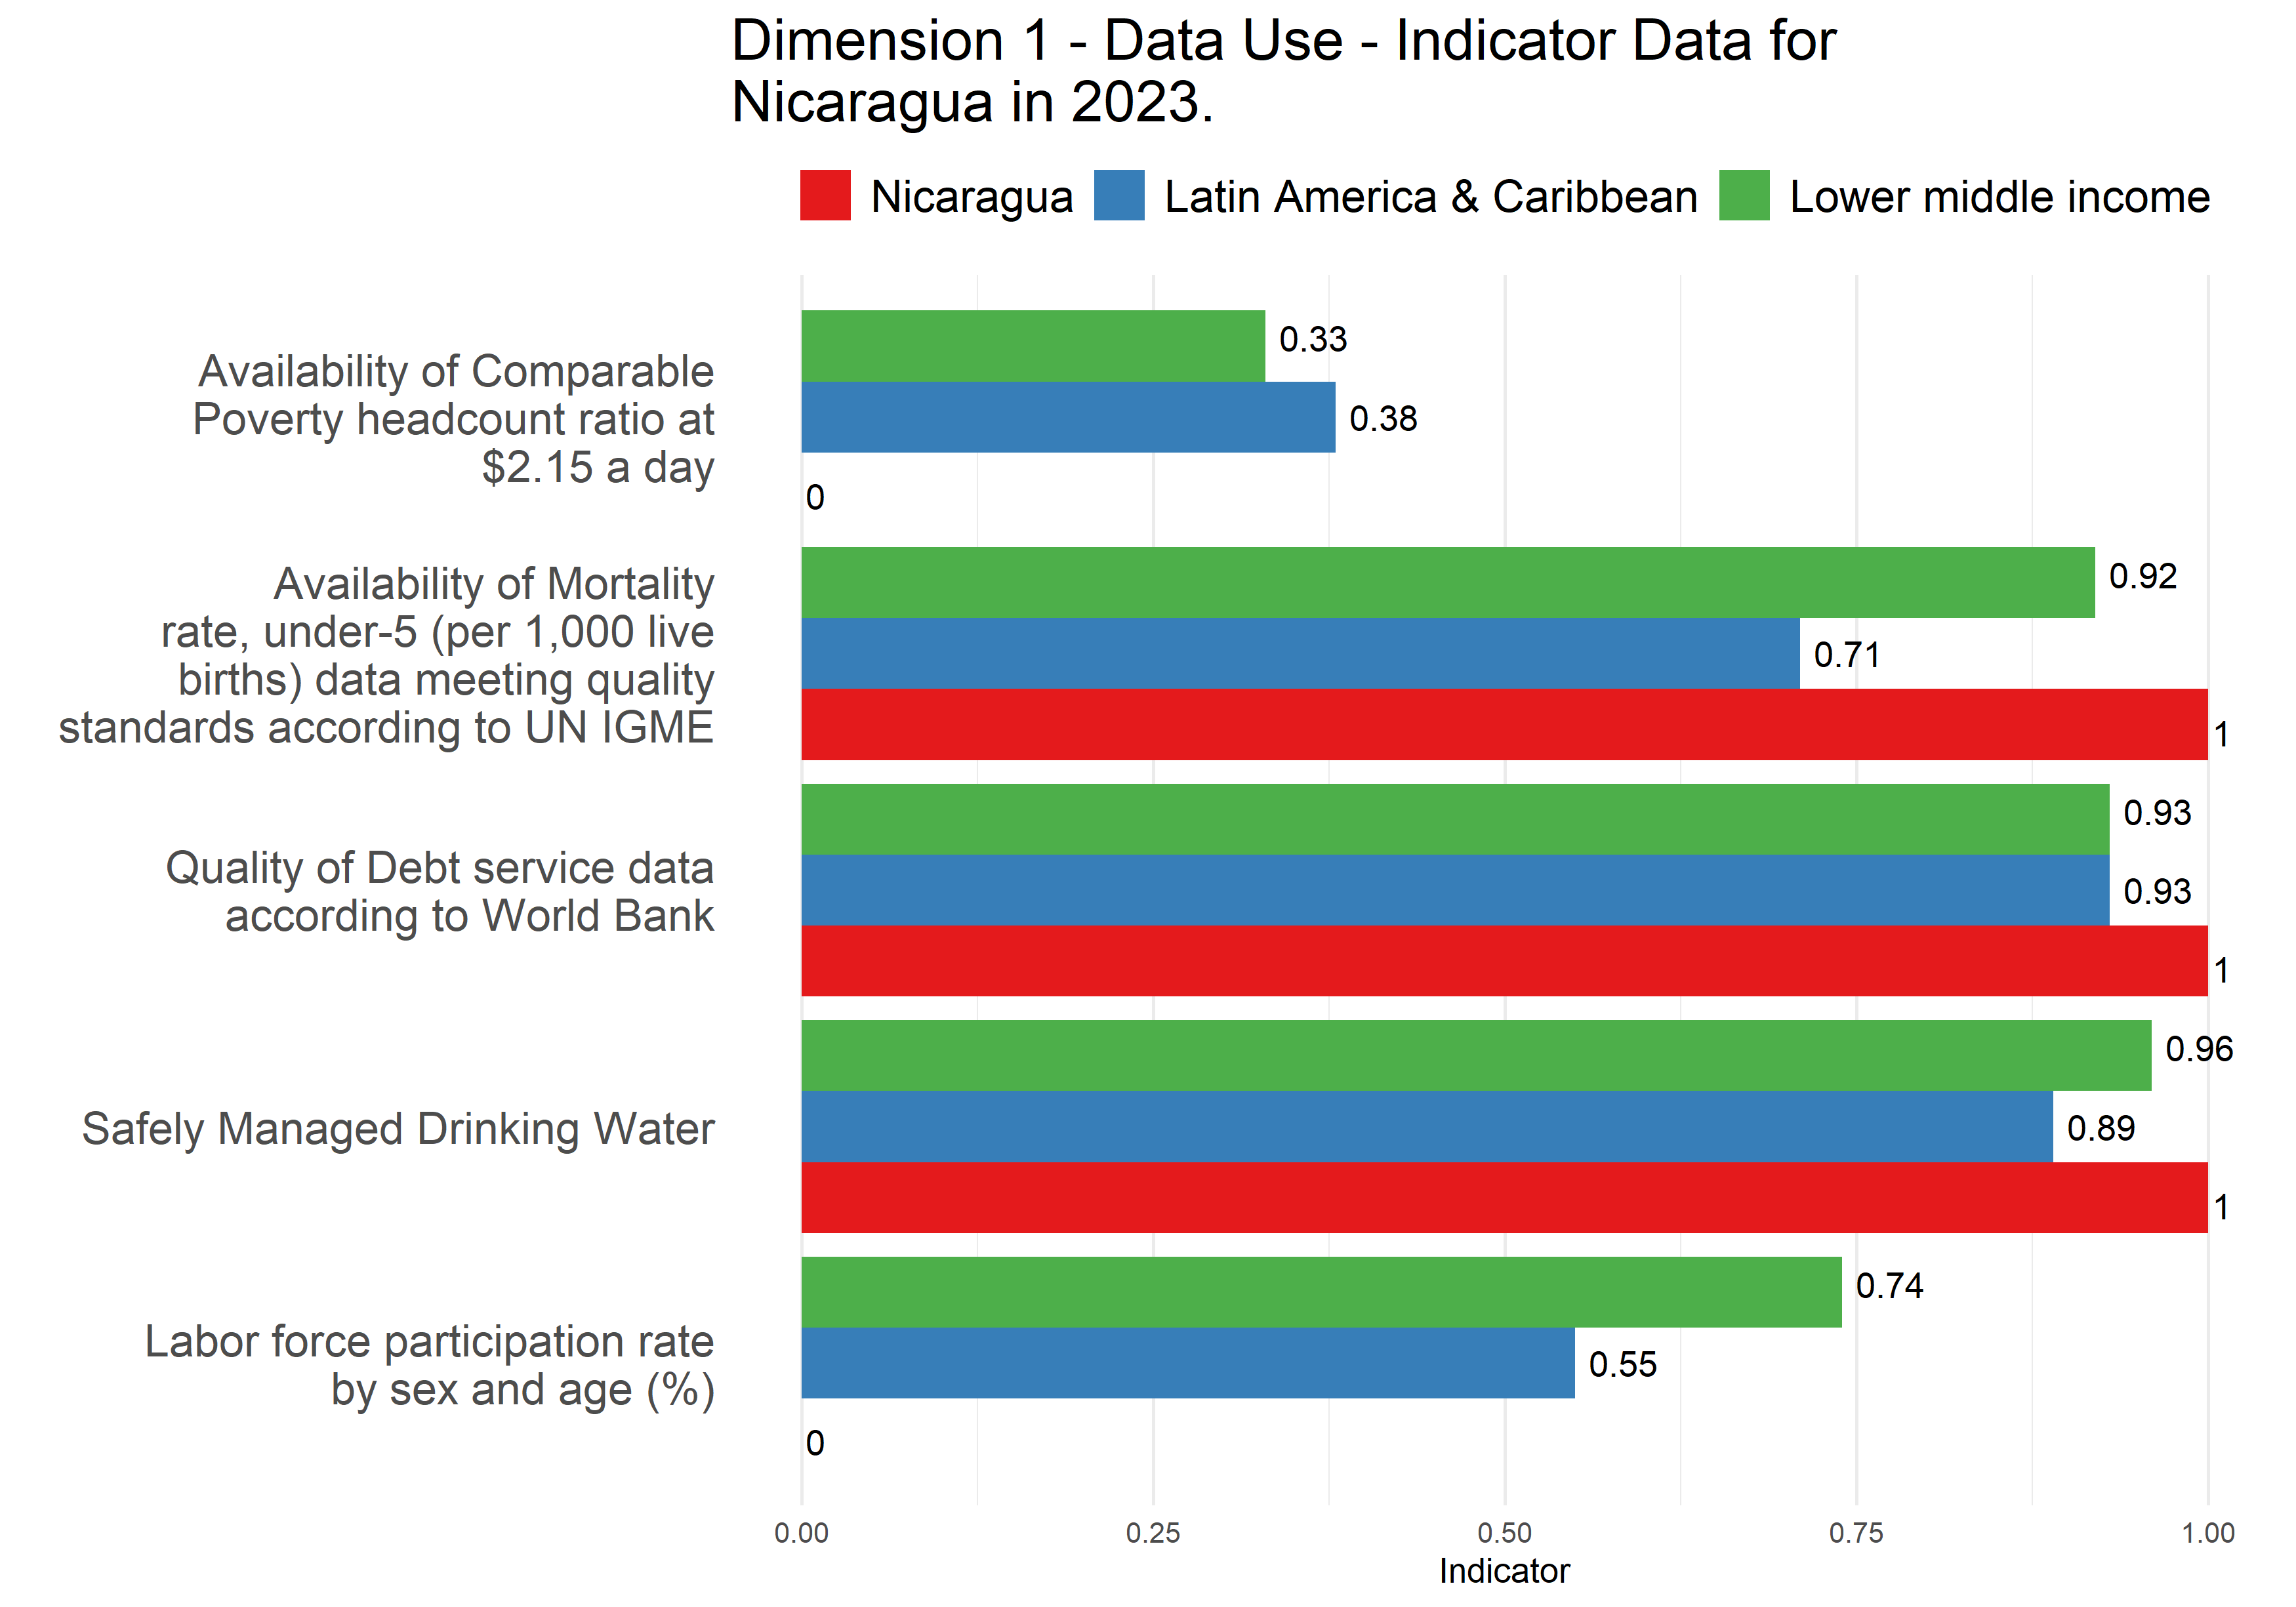 Dimension 1 - Data Use - Indicator Data for
Nicaragua in 2023.
Nicaragua Latin America & Caribbean Lower middle income
Availability of Comparable
Poverty headcount ratio at
$2.15 a day
0.33
0.38
0
Availability of Mortality
rate, under-5 (per 1,000 live
births) data meeting quality
standards according to UN IGME
0.92
0.71
1
Quality of Debt service data
according to World Bank
0.93
0.93
1
Safely Managed Drinking Water
0.96
0.89
1
Labor force participation rate
by sex and age (%)
0.74
0.55
0
0.00 0.25 0.50 0.75 1.00
Indicator